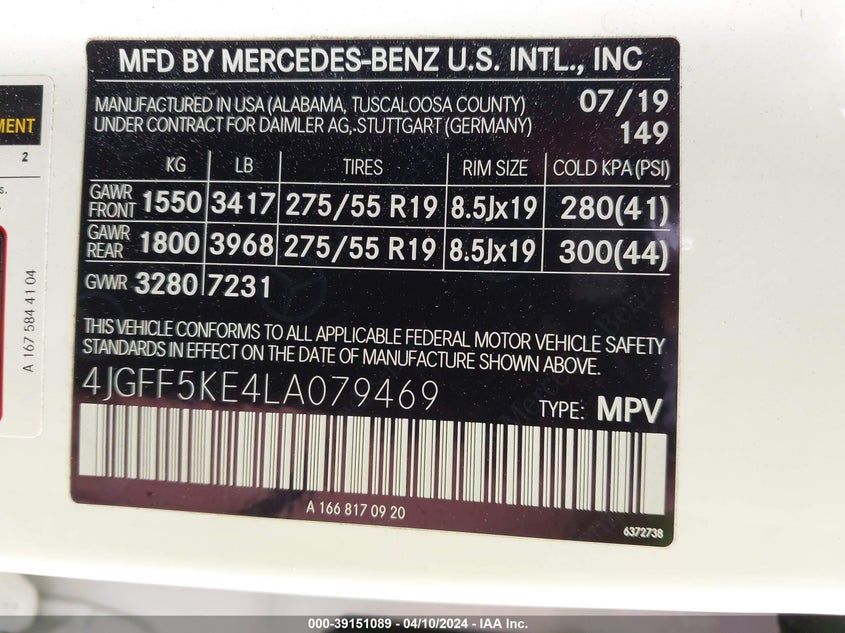 MFD BY MERCEDES-BENZ U.S. INTL., INC
MANUFACTURED IN USA (ALABAMA, TUSCALOOSA COUNTY) 07/19
UNDER CONTRACT FOR DAIMLER AG, STUTTGART (GERMANY) 149
KG LB TIRES RIM SIZE COLD KPA (PSI)
GAWR FRONT 1550 3417 275/55 R19 8.5Jx19 280(41)
GAWR REAR 1800 3968 275/55 R19 8.5Jx19 300(44)
GVWR 3280 7231
THIS VEHICLE CONFORMS TO ALL APPLICABLE FEDERAL MOTOR VEHICLE SAFETY
STANDARDS IN EFFECT ON THE DATE OF MANUFACTURE SHOWN ABOVE.
4JGFF5KE4LA079469 TYPE: MPV
A 166 817 09 20
6372738
MENT
2
s.
A 167 584 41 04
000-39151089 - 04/10/2024 - IAA Inc.